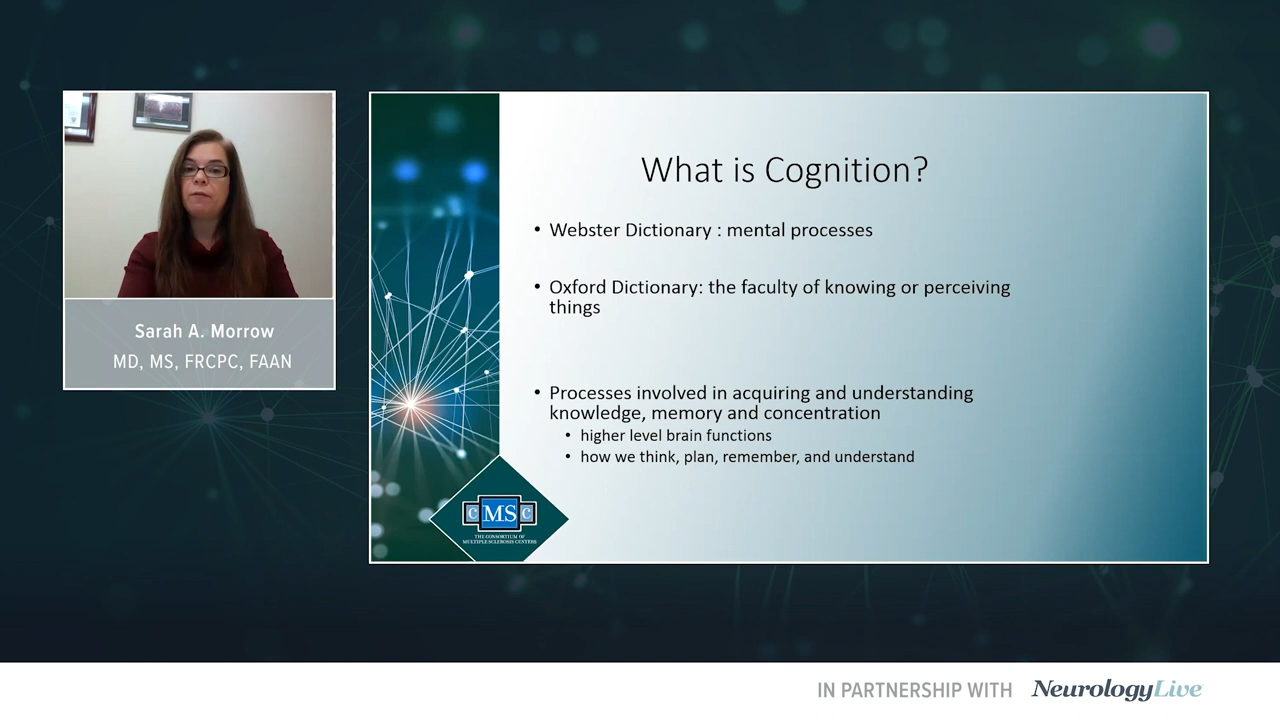 Sarah A. Morrow
MD, MS, FRCPC, FAAN
What is Cognition?
• Webster Dictionary : mental processes
• Oxford Dictionary: the faculty of knowing or perceiving
things
• Processes involved in acquiring and understanding
knowledge, memory and concentration
• higher level brain functions
• how we think, plan, remember, and understand
CMSC
THE CONSORTIUM OF
MULTIPLE SCLEROSIS CENTERS
IN PARTNERSHIP WITH NeurologyLive